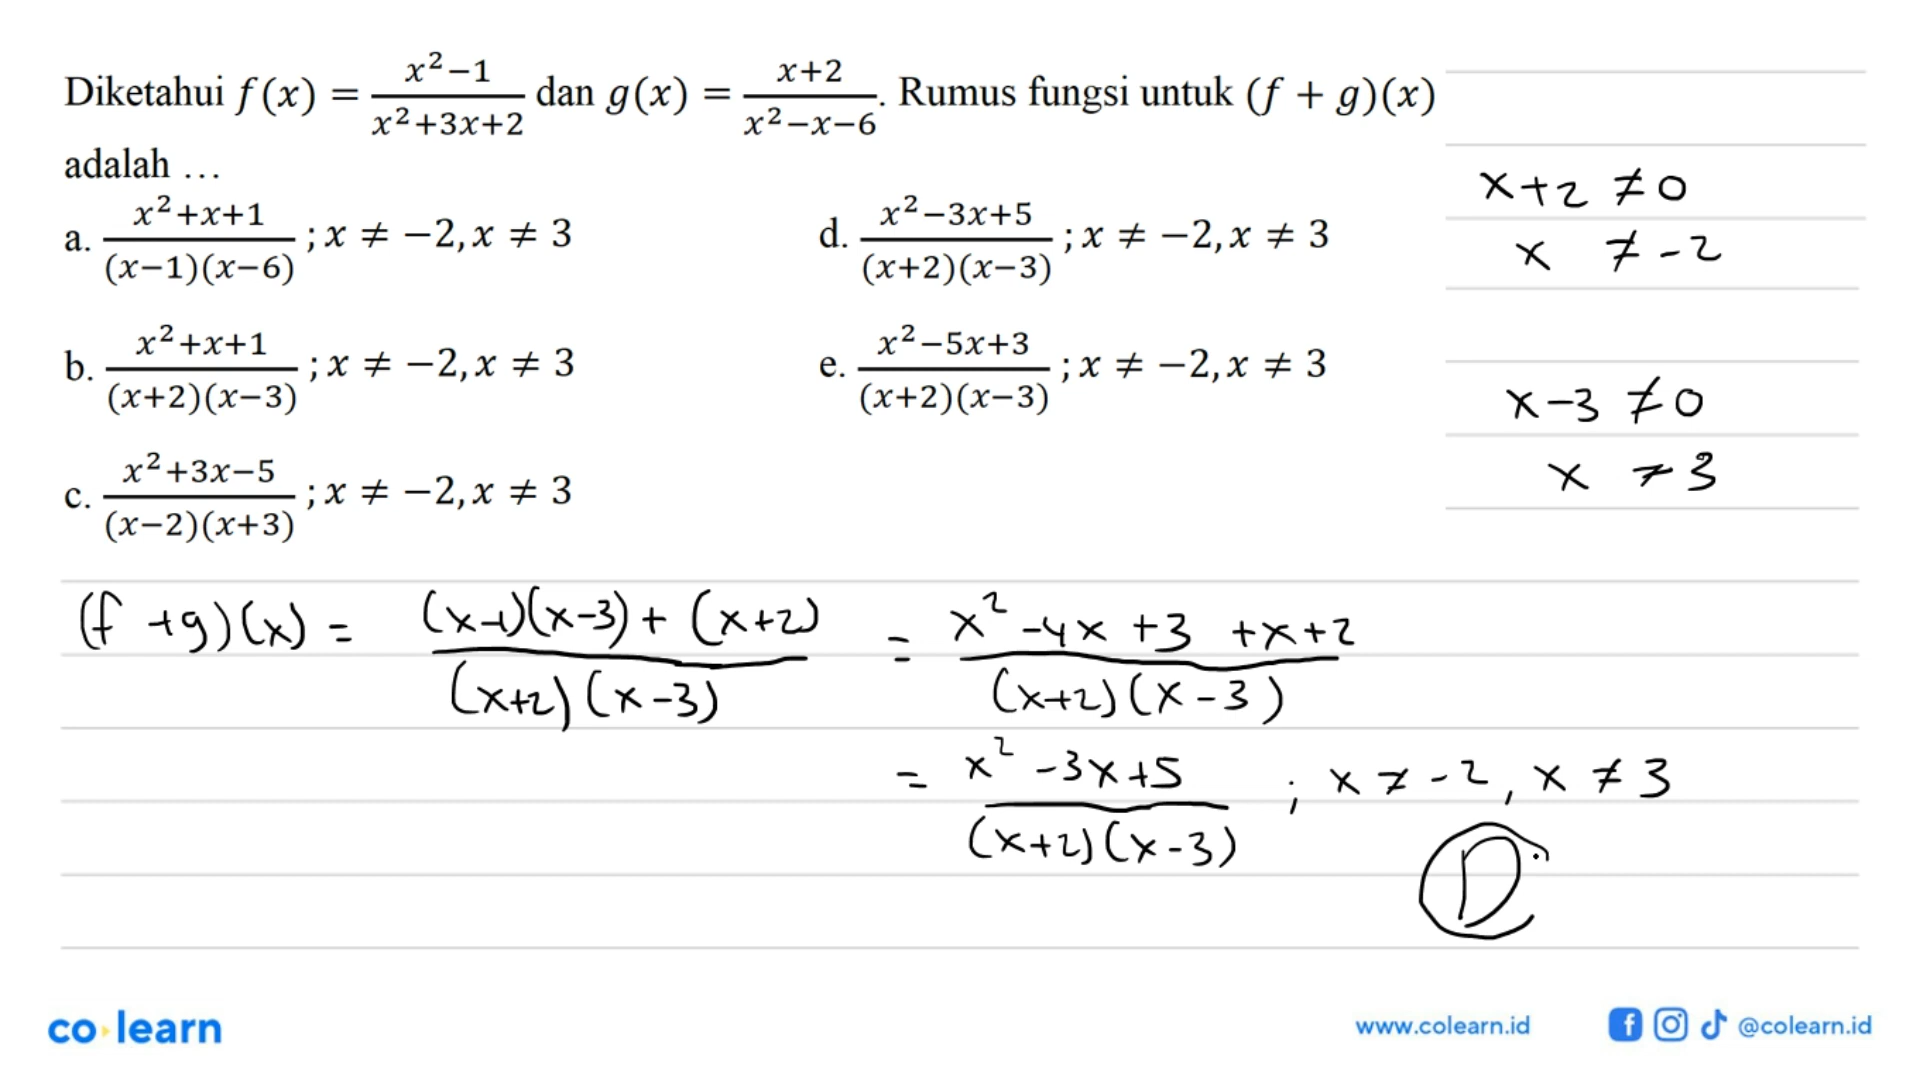 Diketahui f(x) = (x²−1)/(x²+3x+2) dan g(x) = (x+2)/(x²−x−6). Rumus fungsi untuk (f + g)(x)
adalah …
a. (x²+x+1)/((x−1)(x−6)) ; x ≠ −2, x ≠ 3
b. (x²+x+1)/((x+2)(x−3)) ; x ≠ −2, x ≠ 3
c. (x²+3x−5)/((x−2)(x+3)) ; x ≠ −2, x ≠ 3
d. (x²−3x+5)/((x+2)(x−3)) ; x ≠ −2, x ≠ 3
e. (x²−5x+3)/((x+2)(x−3)) ; x ≠ −2, x ≠ 3
x+2 ≠ 0
x ≠ -2
x-3 ≠ 0
x ≠ 3
(f +g)(x) = ((x-1)(x-3) + (x+2))/((x+2)(x-3)) = (x² -4x +3 +x+2)/((x+2)(x-3))
= (x² -3x+5)/((x+2)(x-3)) ; x ≠ -2, x ≠ 3
D
co learn
www.colearn.id
@colearn.id